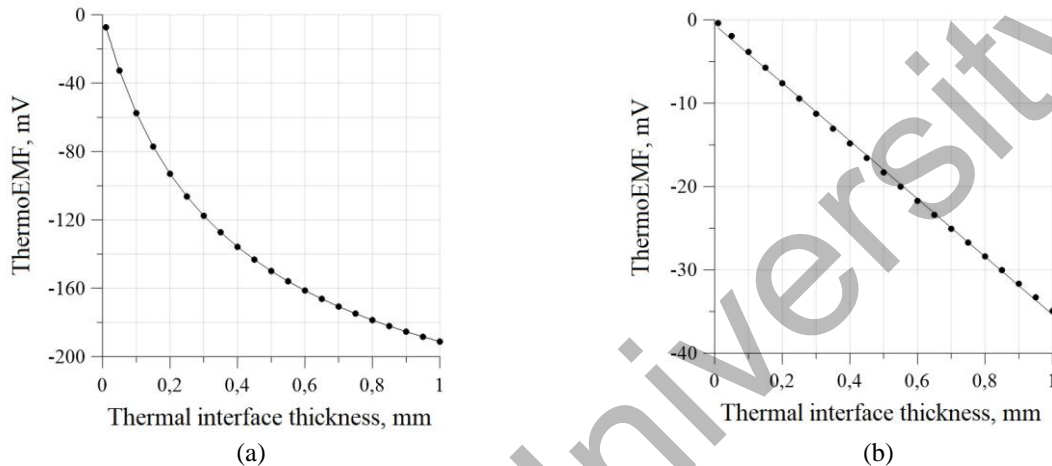 0
-40
-80
-120
-160
-200
ThermoEMF, mV
0 0,2 0,4 0,6 0,8 1
Thermal interface thickness, mm
(a)
0
-10
-20
-30
-40
ThermoEMF, mV
0 0,2 0,4 0,6 0,8 1
Thermal interface thickness, mm
(b)
University